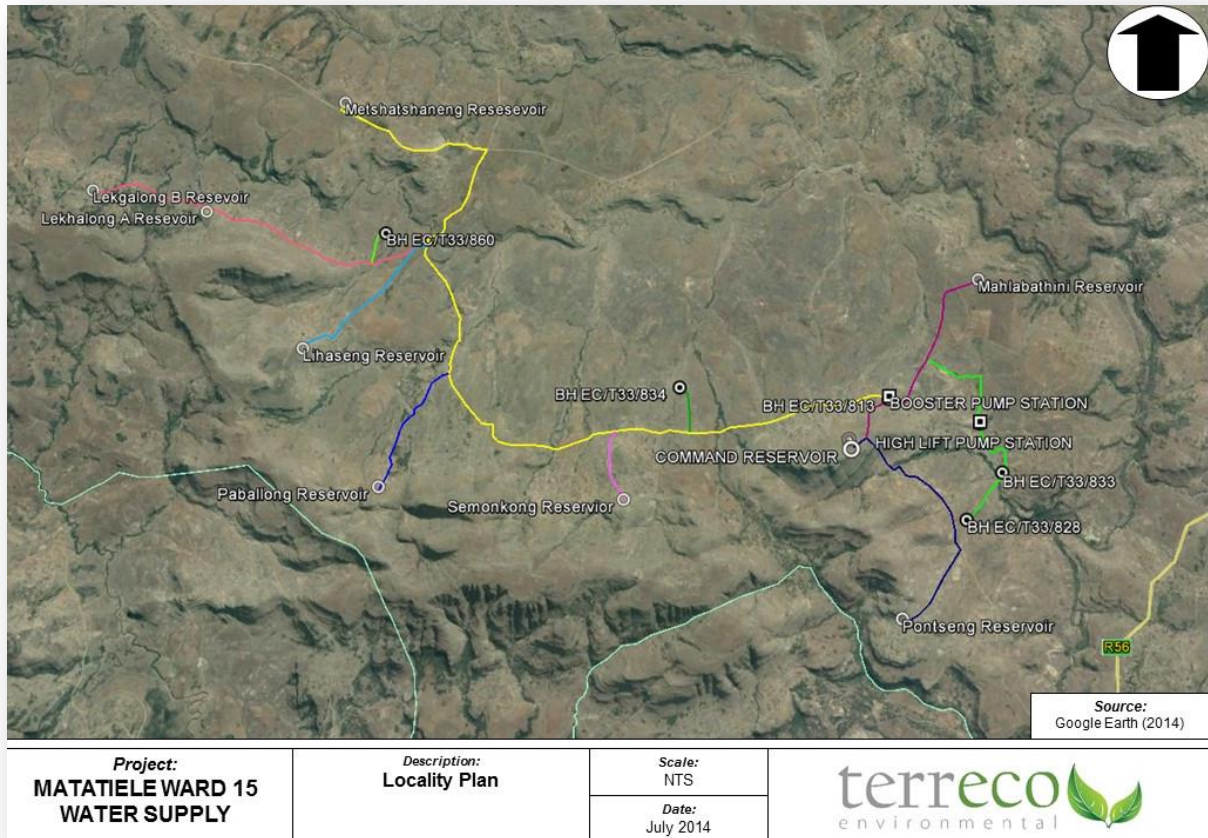 Metshatshaneng Resesevoir
Lekgalong B Resevoir
Lekhalong A Resevoir
BH EC/T33/860
Mahlabathini Reservoir
Lihaseng Reservoir
BH EC/T33/834
BH EC/T33/813
BOOSTER PUMP STATION
HIGH LIFT PUMP STATION
COMMAND RESERVOIR
BH EC/T33/833
Paballong Reservoir
Semonkong Reservior
BH EC/T33/828
Pontseng Reservoir
R56
Source:
Google Earth (2014)
Project:
MATATIELE WARD 15
WATER SUPPLY
Description:
Locality Plan
Scale:
NTS
Date:
July 2014
terreco
environmental